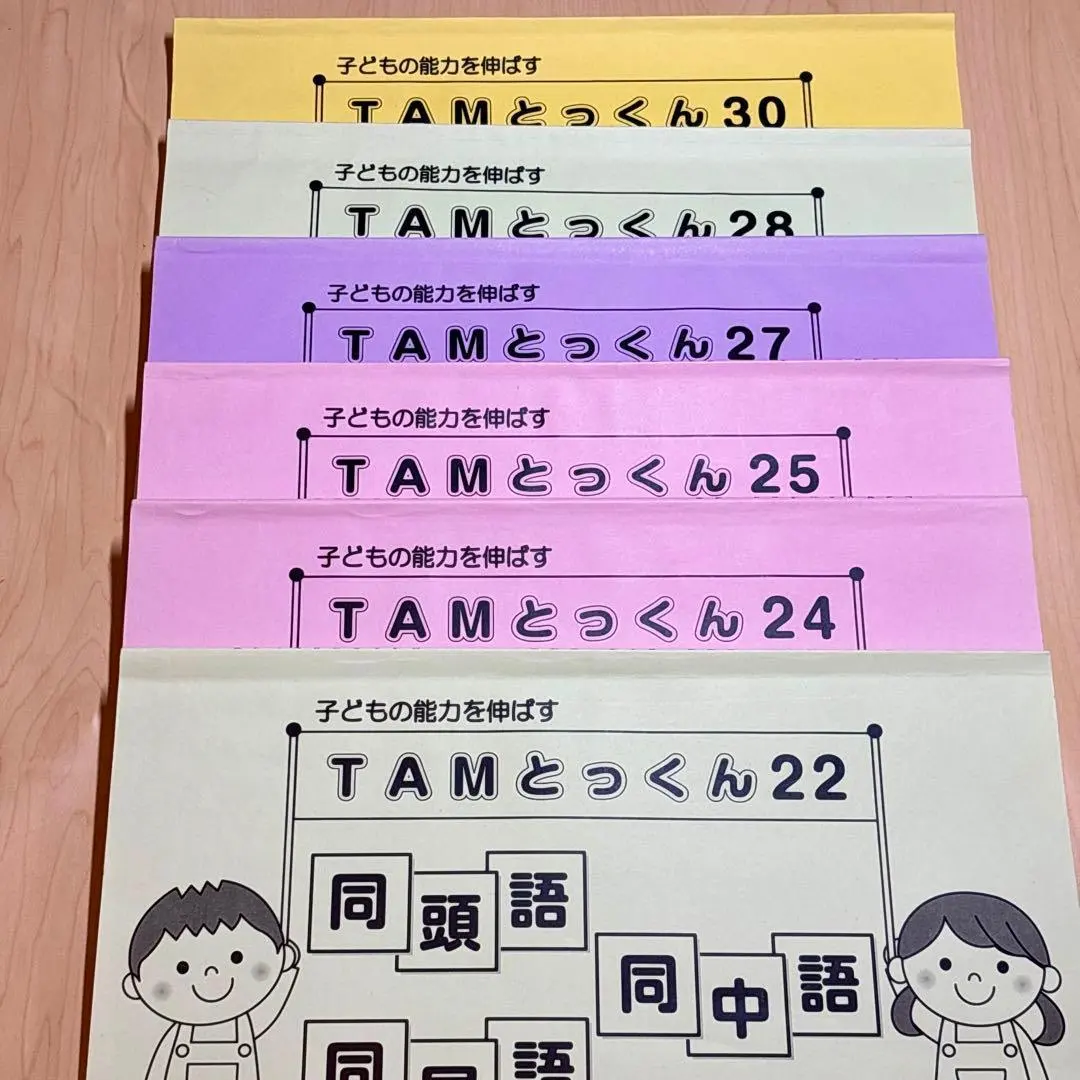 子どもの能力を伸ばす
TAMとっくん30
子どもの能力を伸ばす
TAMとっくん28
子どもの能力を伸ばす
TAMとっくん27
子どもの能力を伸ばす
TAMとっくん25
子どもの能力を伸ばす
TAMとっくん24
子どもの能力を伸ばす
TAMとっくん22
同頭語
同中語